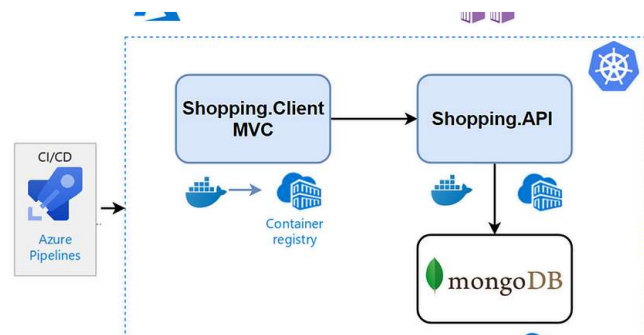 CI/CD
Azure
Pipelines
Shopping.Client
MVC
Container
registry
Shopping.API
mongoDB